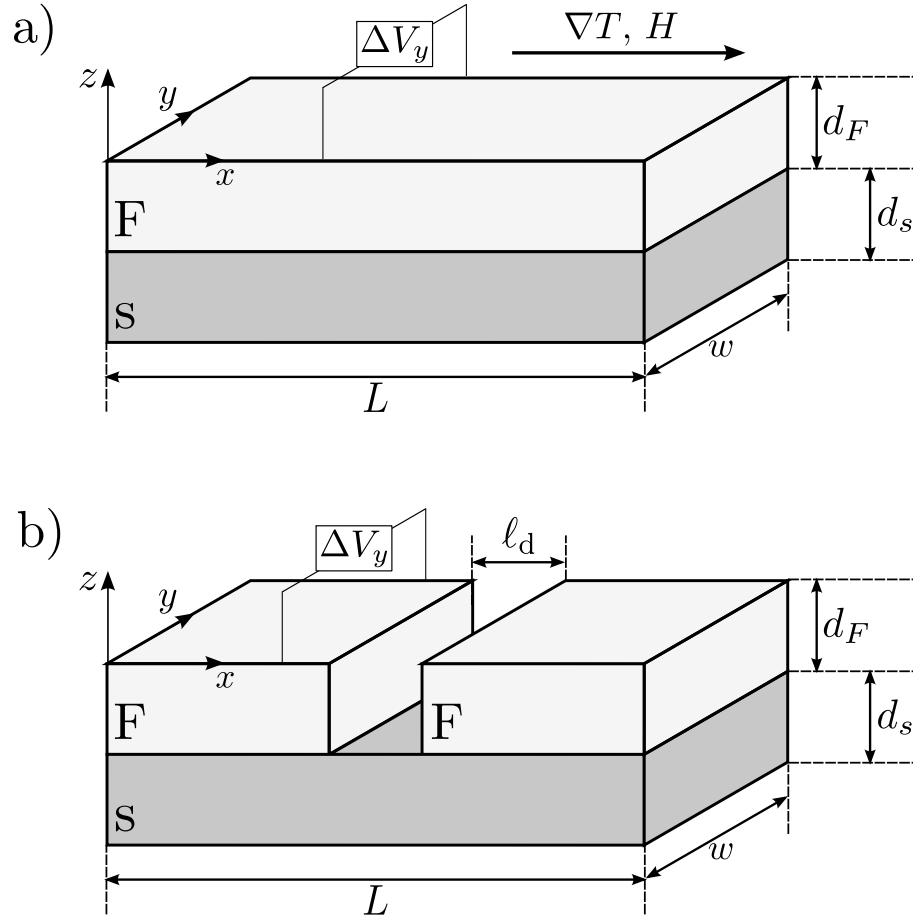 a)
ΔV_y
∇T, H
z
y
x
d_F
F
d_s
s
w
L
b)
ΔV_y
ℓ_d
z
y
x
d_F
F
F
d_s
s
w
L